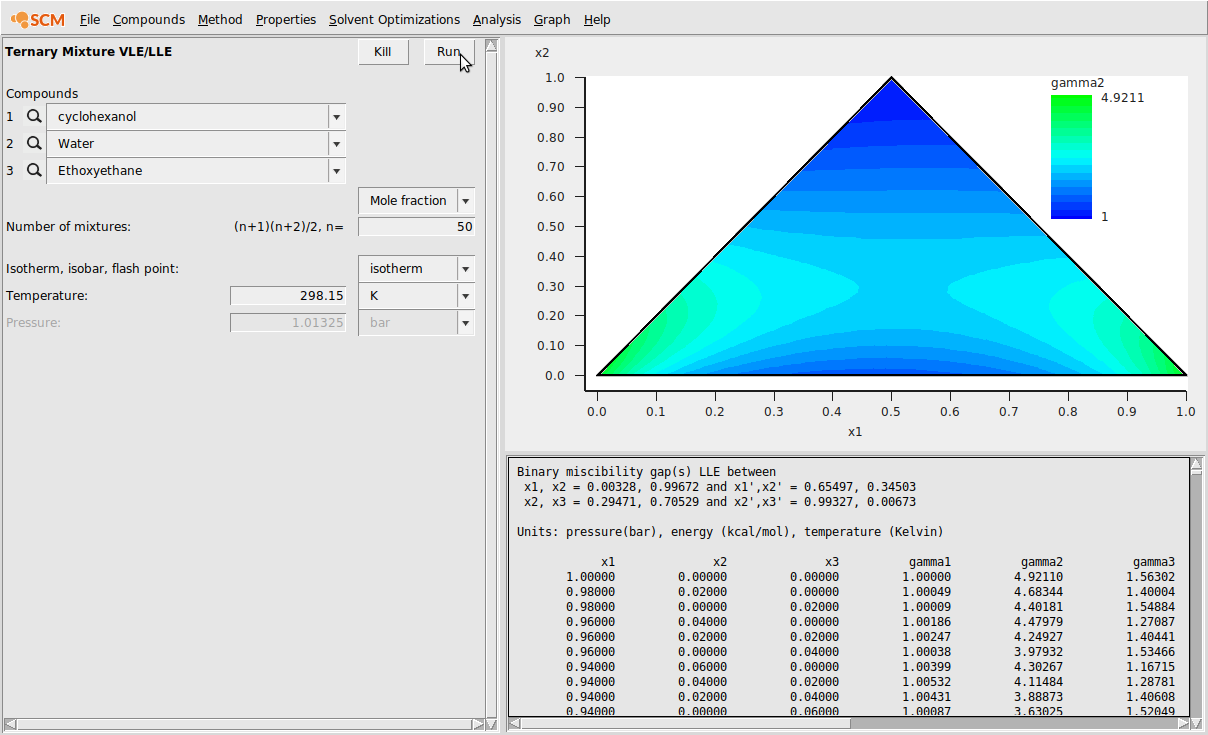 SCM File Compounds Method Properties Solvent Optimizations Analysis Graph Help
Ternary Mixture VLE/LLE Kill Run
Compounds
1 cyclohexanol
2 Water
3 Ethoxyethane
Mole fraction
Number of mixtures: (n+1)(n+2)/2, n= 50
Isotherm, isobar, flash point: isotherm
Temperature: 298.15 K
Pressure: 1.01325 bar
x2
1.0
0.90
0.80
0.70
0.60
0.50
0.40
0.30
0.20
0.10
0.0
0.0 0.1 0.2 0.3 0.4 0.5 0.6 0.7 0.8 0.9 1.0
x1
gamma2
4.9211
1
Binary miscibility gap(s) LLE between
x1, x2 = 0.00328, 0.99672 and x1',x2' = 0.65497, 0.34503
x2, x3 = 0.29471, 0.70529 and x2',x3' = 0.99327, 0.00673
Units: pressure(bar), energy (kcal/mol), temperature (Kelvin)
x1 x2 x3 gamma1 gamma2 gamma3
1.00000 0.00000 0.00000 1.00000 4.92110 1.56302
0.98000 0.02000 0.00000 1.00049 4.68344 1.40004
0.98000 0.00000 0.02000 1.00009 4.40181 1.54884
0.96000 0.04000 0.00000 1.00186 4.47979 1.27087
0.96000 0.02000 0.02000 1.00247 4.24927 1.40441
0.96000 0.00000 0.04000 1.00038 3.97932 1.53466
0.94000 0.06000 0.00000 1.00399 4.30267 1.16715
0.94000 0.04000 0.02000 1.00532 4.11484 1.28781
0.94000 0.02000 0.04000 1.00431 3.88873 1.40608
0.94000 0.00000 0.06000 1.00087 3.63025 1.52049